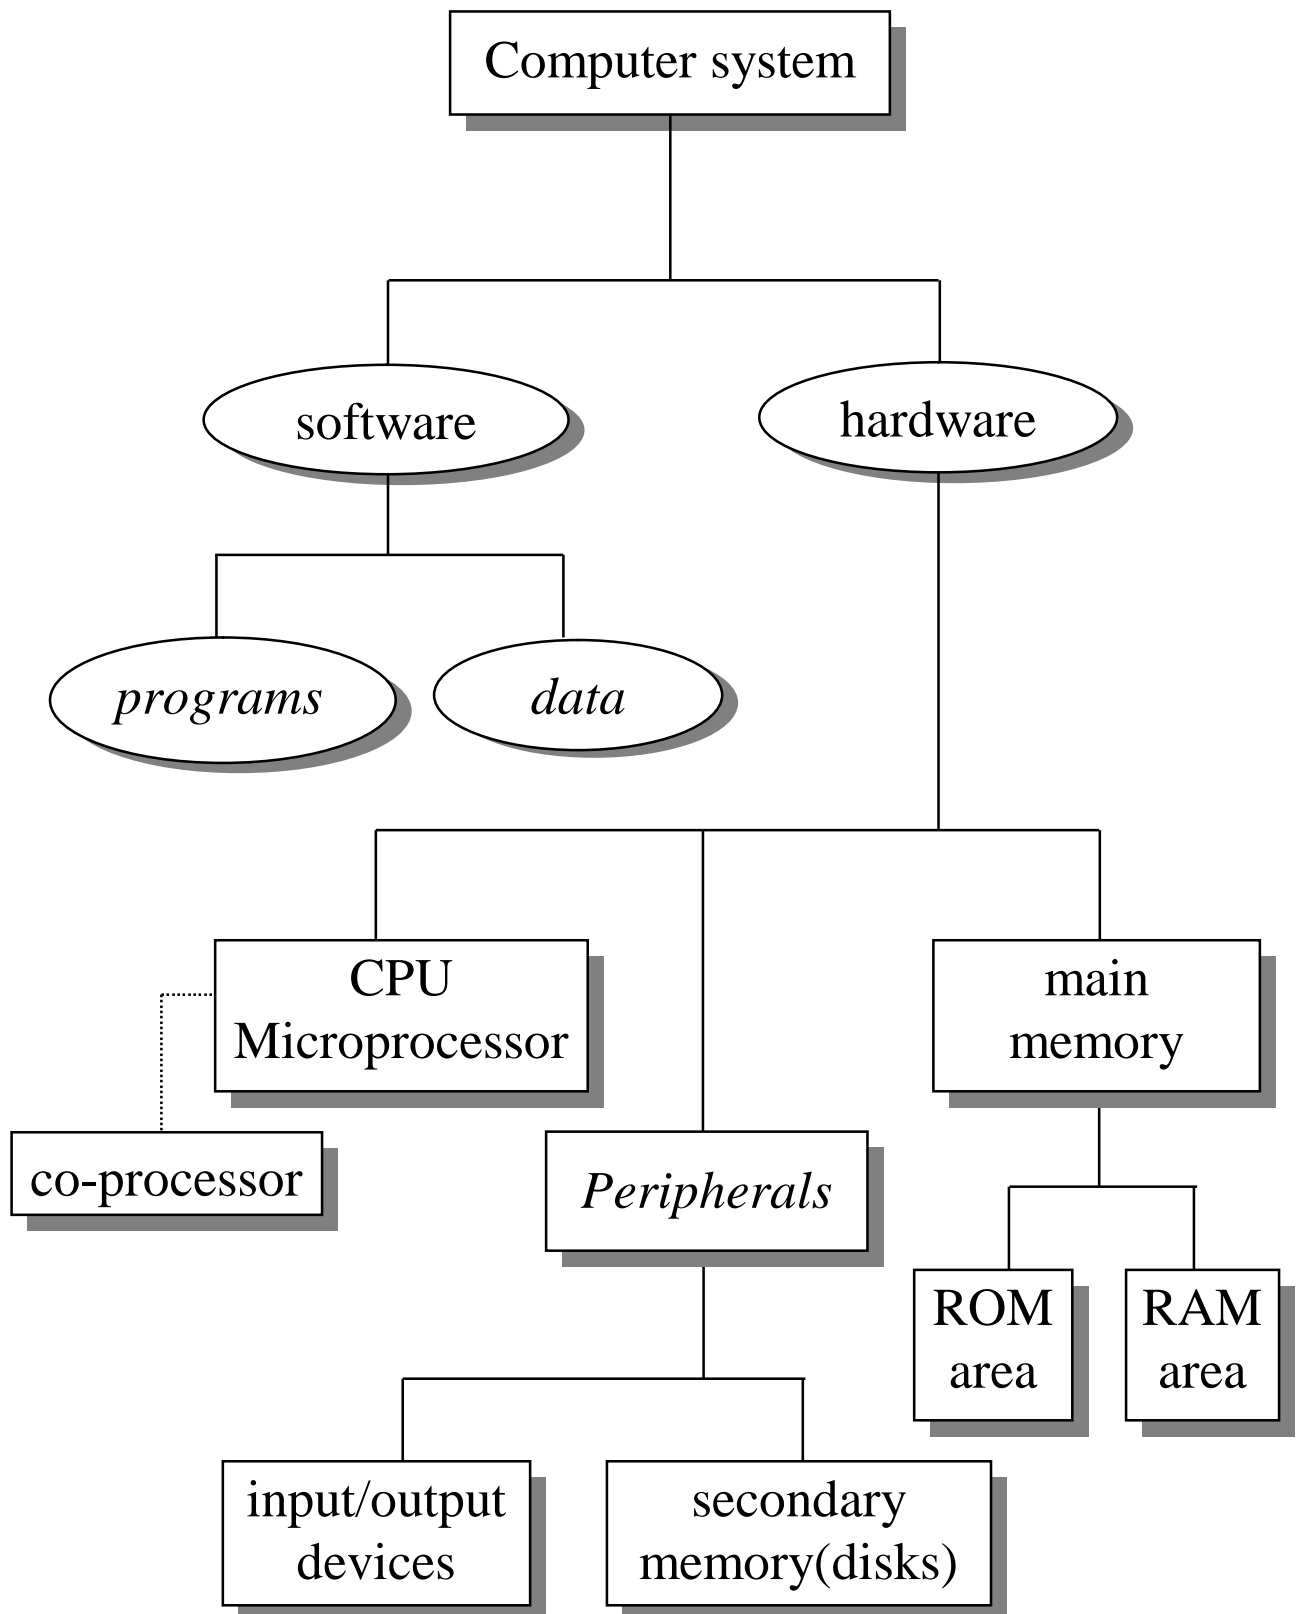 Computer system
software
hardware
programs
data
CPU
Microprocessor
main
memory
co-processor
Peripherals
ROM
area
RAM
area
input/output
devices
secondary
memory(disks)